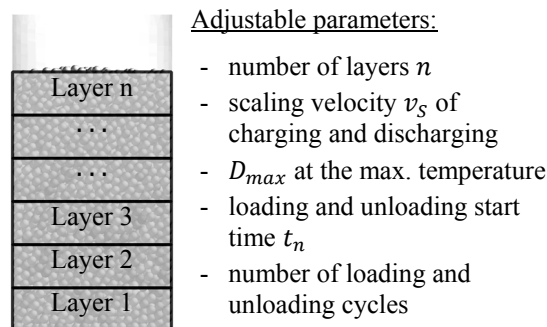 Layer n
. . .
. . .
Layer 3
Layer 2
Layer 1
Adjustable parameters:
- number of layers n
- scaling velocity v_S of
charging and discharging
- D_max at the max. temperature
- loading and unloading start
time t_n
- number of loading and
unloading cycles